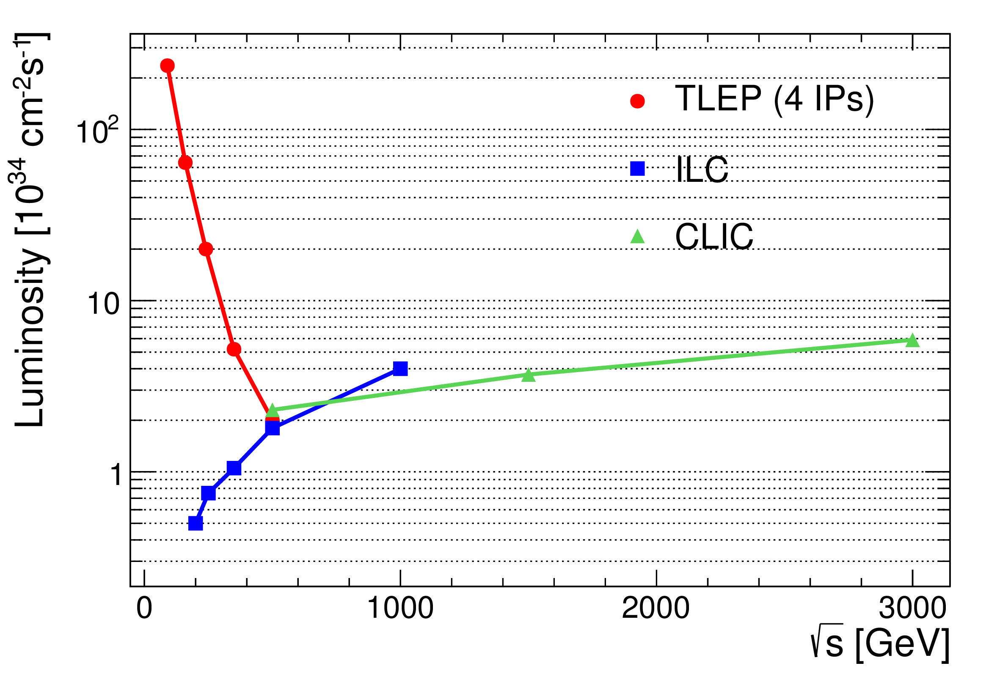 Luminosity [10³⁴ cm⁻²s⁻¹]
10²
10
1
TLEP (4 IPs)
ILC
CLIC
0 1000 2000 3000
√s [GeV]